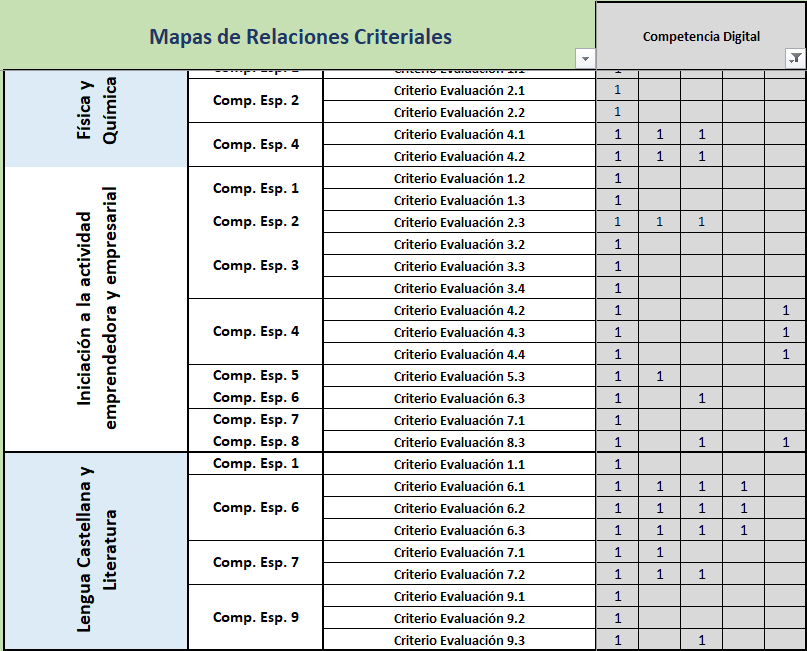 Mapas de Relaciones Criteriales
Competencia Digital
Física y
Química
Criterio Evaluación 1.1 1
Comp. Esp. 2
Criterio Evaluación 2.1 1
Criterio Evaluación 2.2 1
Comp. Esp. 4
Criterio Evaluación 4.1 1 1 1
Criterio Evaluación 4.2 1 1 1
Iniciación a la actividad
emprendedora y empresarial
Comp. Esp. 1
Criterio Evaluación 1.2 1
Criterio Evaluación 1.3 1
Comp. Esp. 2 Criterio Evaluación 2.3 1 1 1
Comp. Esp. 3
Criterio Evaluación 3.2 1
Criterio Evaluación 3.3 1
Criterio Evaluación 3.4 1
Comp. Esp. 4
Criterio Evaluación 4.2 1 1
Criterio Evaluación 4.3 1 1
Criterio Evaluación 4.4 1 1
Comp. Esp. 5 Criterio Evaluación 5.3 1 1
Comp. Esp. 6 Criterio Evaluación 6.3 1 1
Comp. Esp. 7 Criterio Evaluación 7.1 1
Comp. Esp. 8 Criterio Evaluación 8.3 1 1 1
Lengua Castellana y
Literatura
Comp. Esp. 1 Criterio Evaluación 1.1 1
Comp. Esp. 6
Criterio Evaluación 6.1 1 1 1 1
Criterio Evaluación 6.2 1 1 1 1
Criterio Evaluación 6.3 1 1 1 1
Comp. Esp. 7
Criterio Evaluación 7.1 1 1
Criterio Evaluación 7.2 1 1 1
Comp. Esp. 9
Criterio Evaluación 9.1 1
Criterio Evaluación 9.2 1
Criterio Evaluación 9.3 1 1